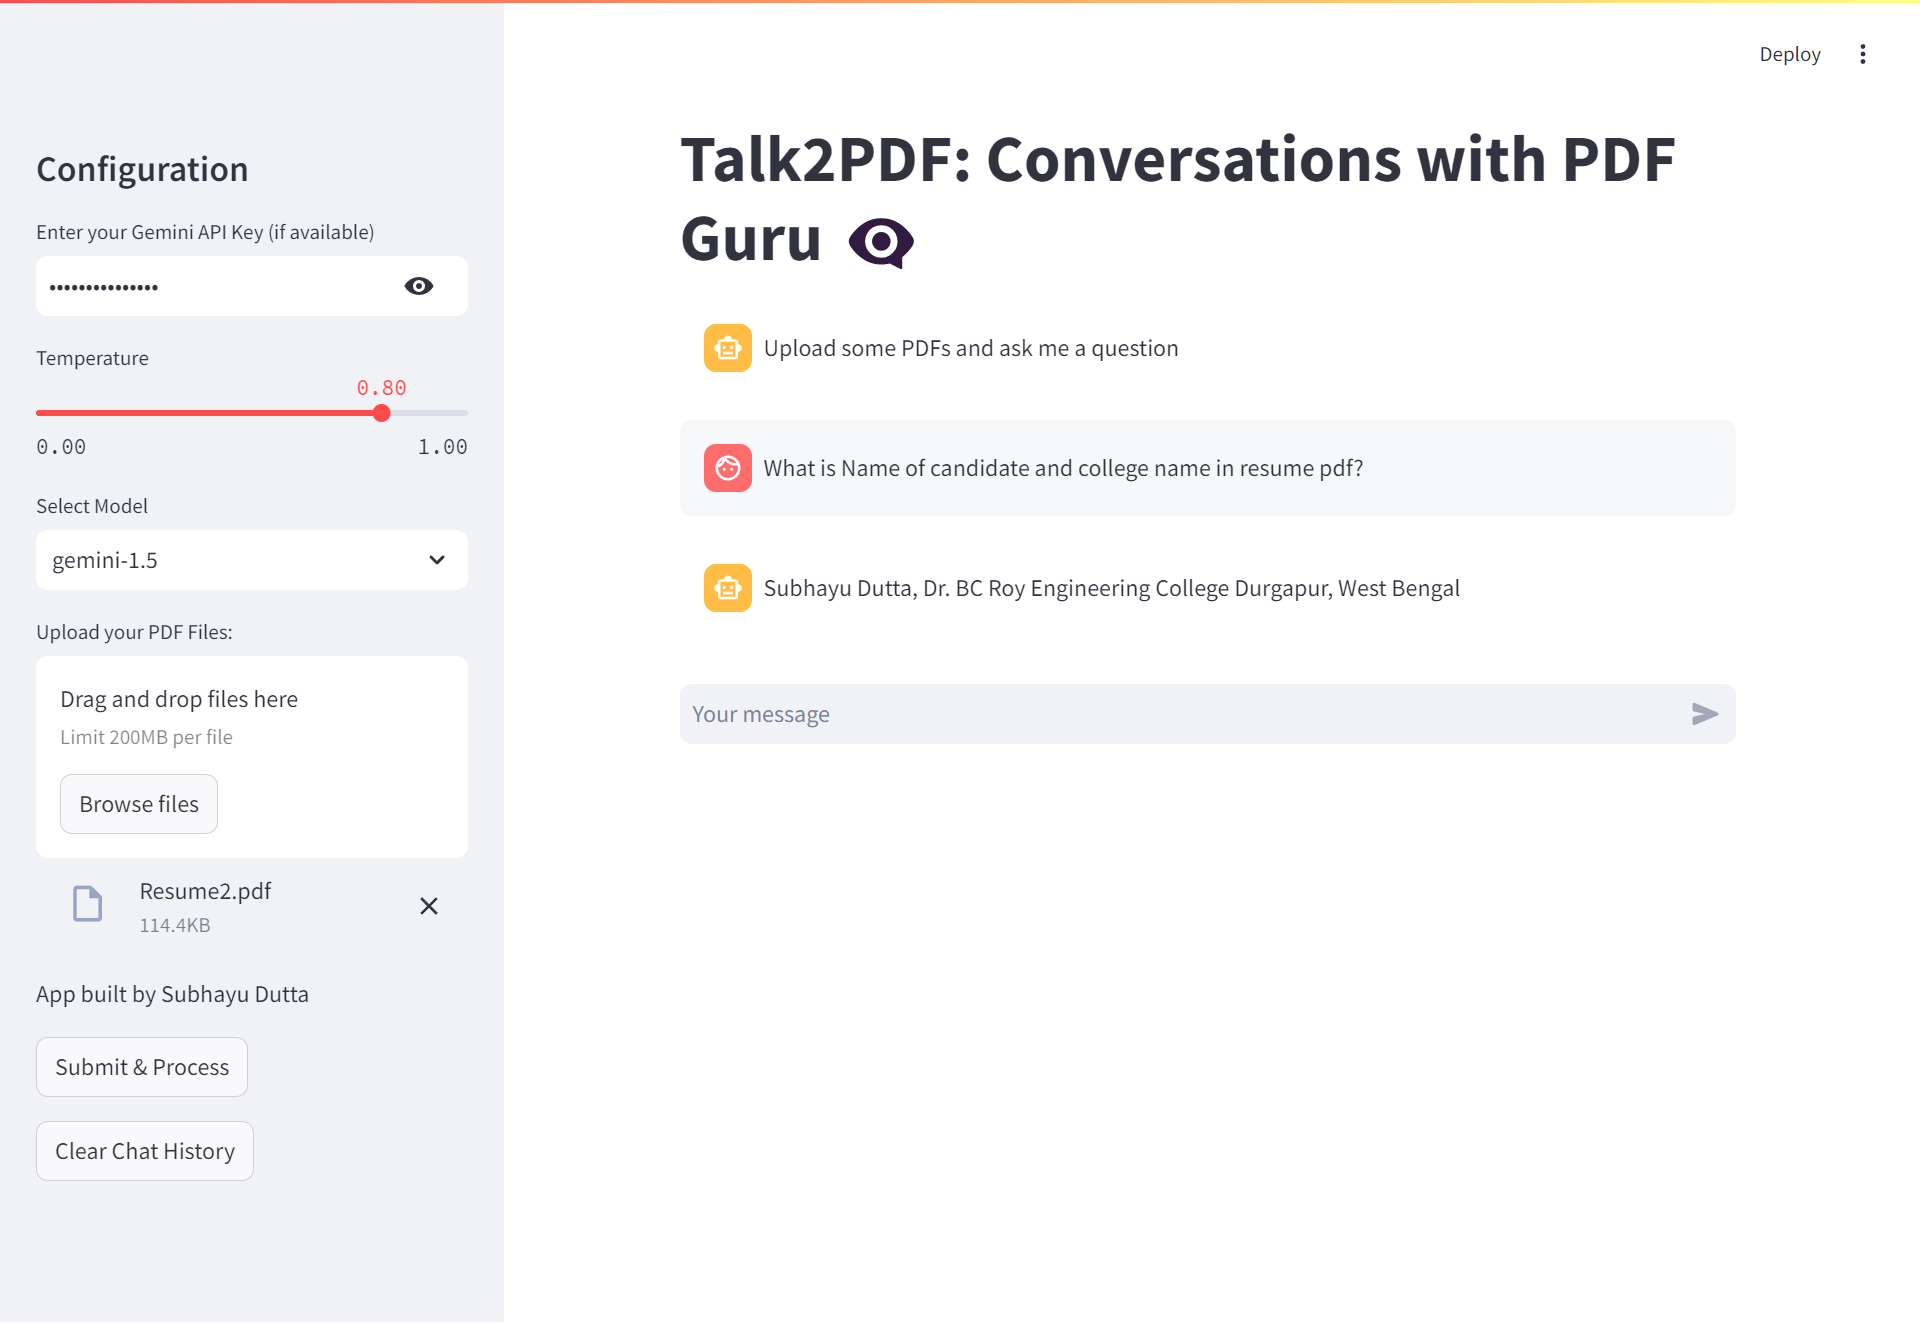 Deploy
Configuration
Enter your Gemini API Key (if available)
•••••••••••••••
Temperature
0.80
0.00 1.00
Select Model
gemini-1.5
Upload your PDF Files:
Drag and drop files here
Limit 200MB per file
Browse files
Resume2.pdf
114.4KB
App built by Subhayu Dutta
Submit & Process
Clear Chat History
Talk2PDF: Conversations with PDF
Guru
Upload some PDFs and ask me a question
What is Name of candidate and college name in resume pdf?
Subhayu Dutta, Dr. BC Roy Engineering College Durgapur, West Bengal
Your message